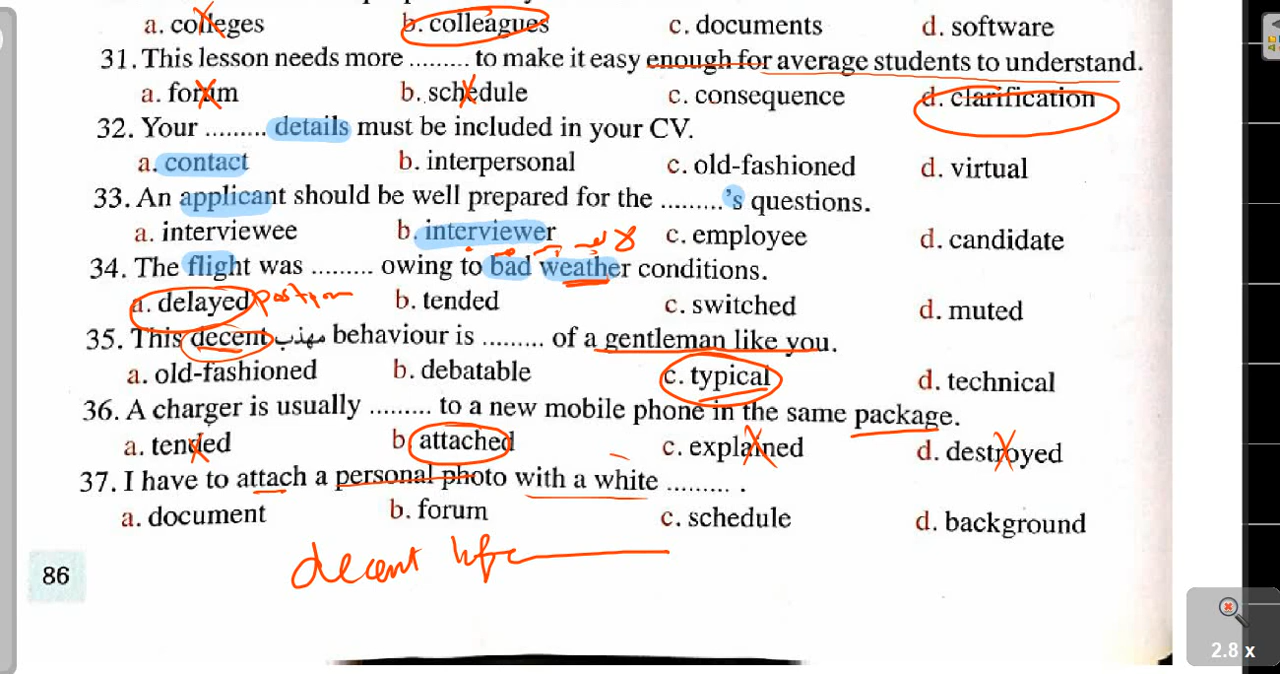 a. colleges b. colleagues c. documents d. software
31. This lesson needs more ......... to make it easy enough for average students to understand.
a. forum b. schedule c. consequence d. clarification
32. Your ......... details must be included in your CV.
a. contact b. interpersonal c. old-fashioned d. virtual
33. An applicant should be well prepared for the .........'s questions.
a. interviewee b. interviewer c. employee d. candidate
34. The flight was ......... owing to bad weather conditions.
a. delayed b. tended c. switched d. muted
35. This decent مهذب behaviour is ......... of a gentleman like you.
a. old-fashioned b. debatable c. typical d. technical
36. A charger is usually ......... to a new mobile phone in the same package.
a. tended b. attached c. explained d. destroyed
37. I have to attach a personal photo with a white ......... .
a. document b. forum c. schedule d. background
decent life
86
2.8 x